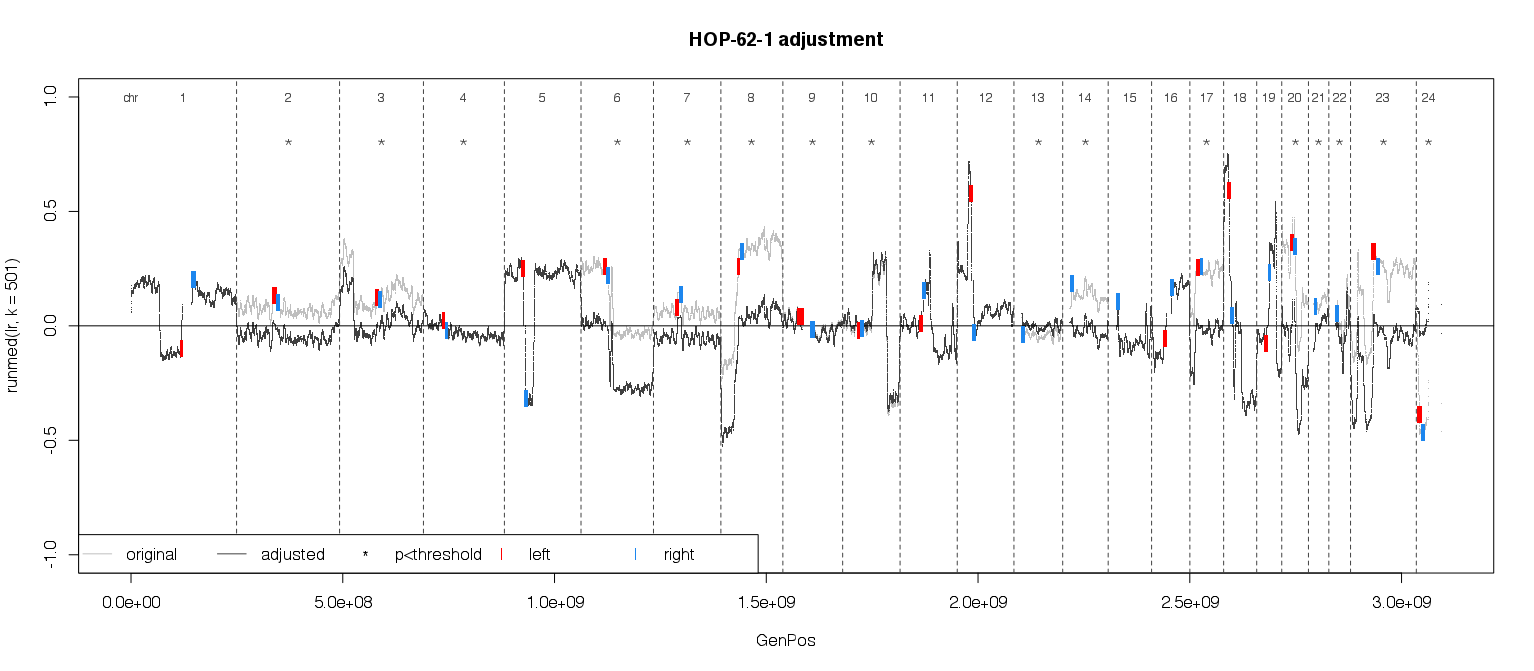 HOP-62-1 adjustment
chr 1 2 3 4 5 6 7 8 9 10 11 12 13 14 15 16 17 18 19 20 21 22 23 24
* * * * * * * * * * * * * * * * *
1.0
0.5
0.0
-0.5
-1.0
runmed(lr, k = 501)
original adjusted * p<threshold | left | right
0.0e+00 5.0e+08 1.0e+09 1.5e+09 2.0e+09 2.5e+09 3.0e+09
GenPos